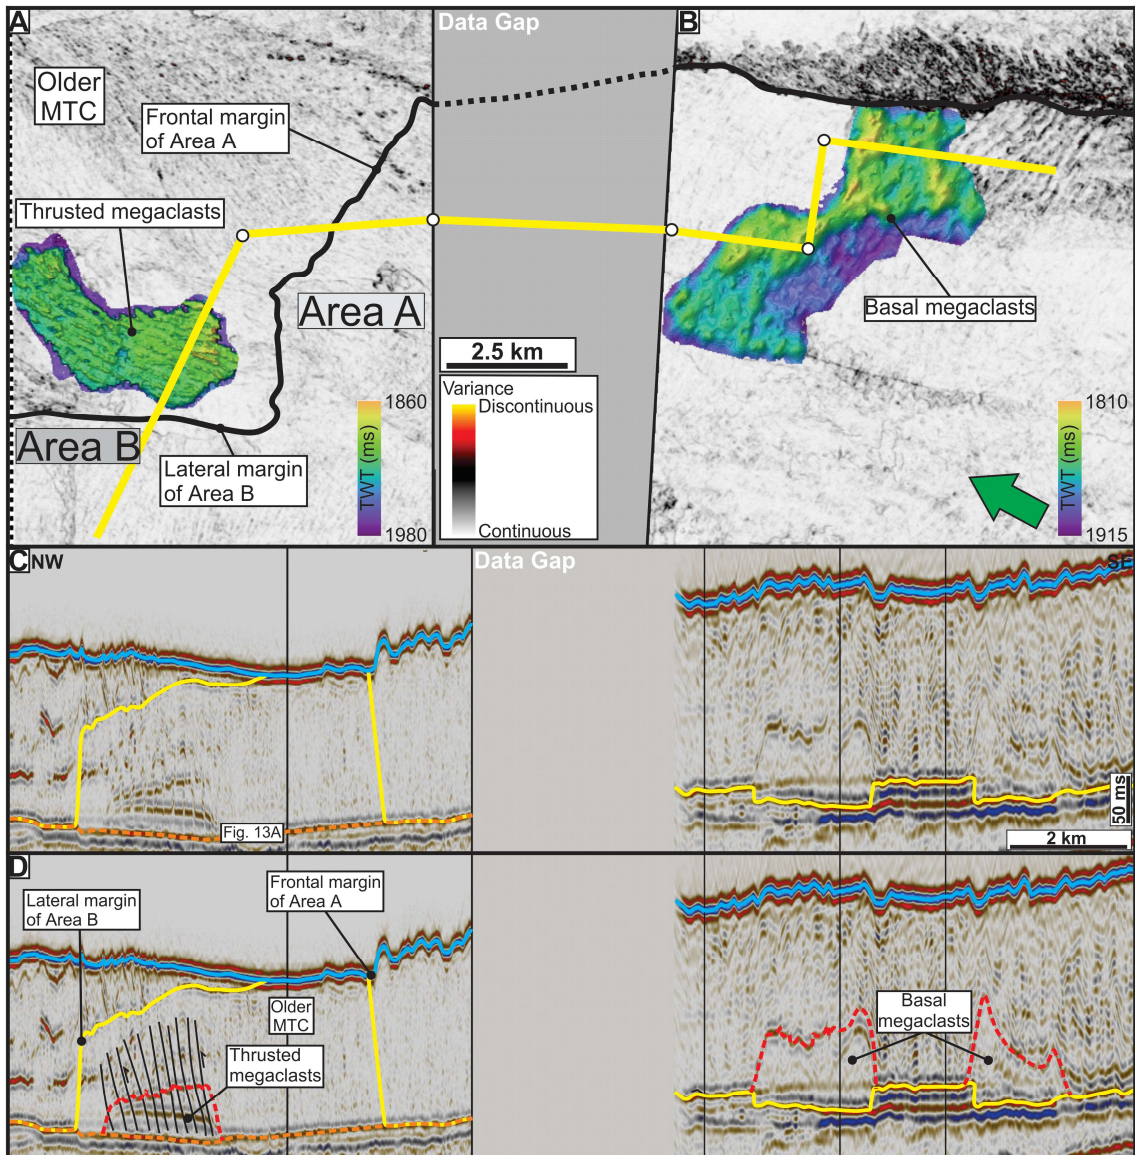 A
Data Gap
B
Older
MTC
Frontal margin
of Area A
Thrusted megaclasts
Area A
Basal megaclasts
2.5 km
Variance
Discontinuous
Continuous
1860
TWT (ms)
1980
1810
TWT (ms)
1915
Area B
Lateral margin
of Area B
C
NW
Data Gap
SE
Fig. 13A
50 ms
2 km
D
Lateral margin
of Area B
Frontal margin
of Area A
Older
MTC
Thrusted
megaclasts
Basal
megaclasts